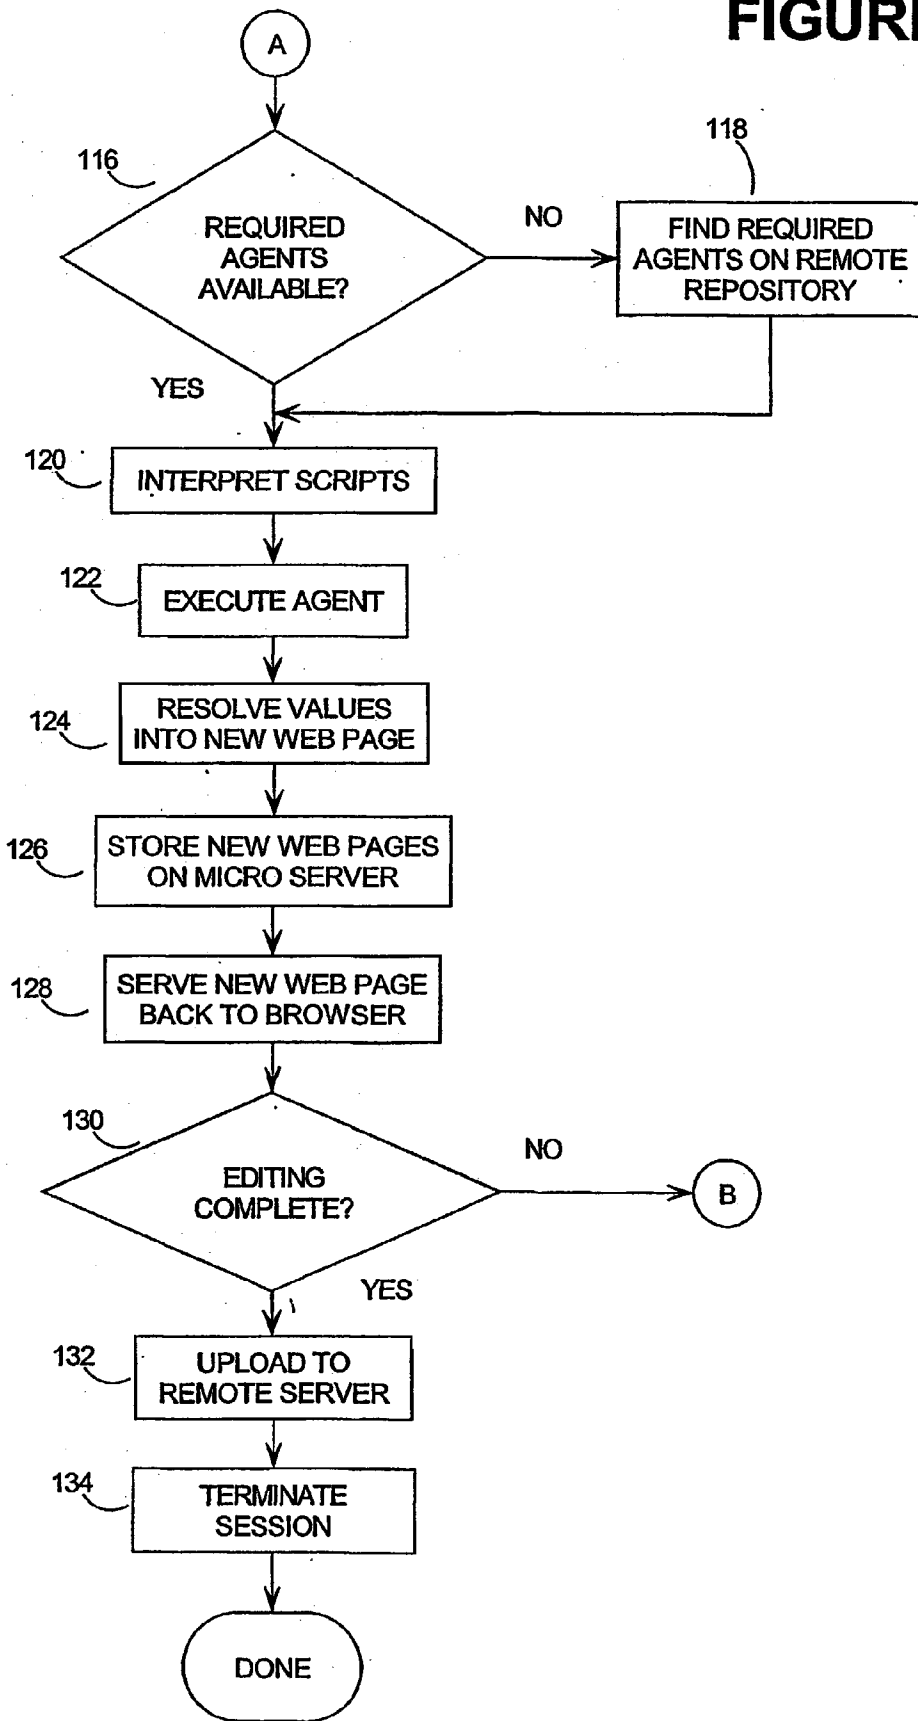 FIGURE
A
116
118
REQUIRED
AGENTS
AVAILABLE?
NO
FIND REQUIRED
AGENTS ON REMOTE
REPOSITORY
YES
120
INTERPRET SCRIPTS
122
EXECUTE AGENT
124
RESOLVE VALUES
INTO NEW WEB PAGE
126
STORE NEW WEB PAGES
ON MICRO SERVER
128
SERVE NEW WEB PAGE
BACK TO BROWSER
130
EDITING
COMPLETE?
NO
B
YES
132
UPLOAD TO
REMOTE SERVER
134
TERMINATE
SESSION
DONE